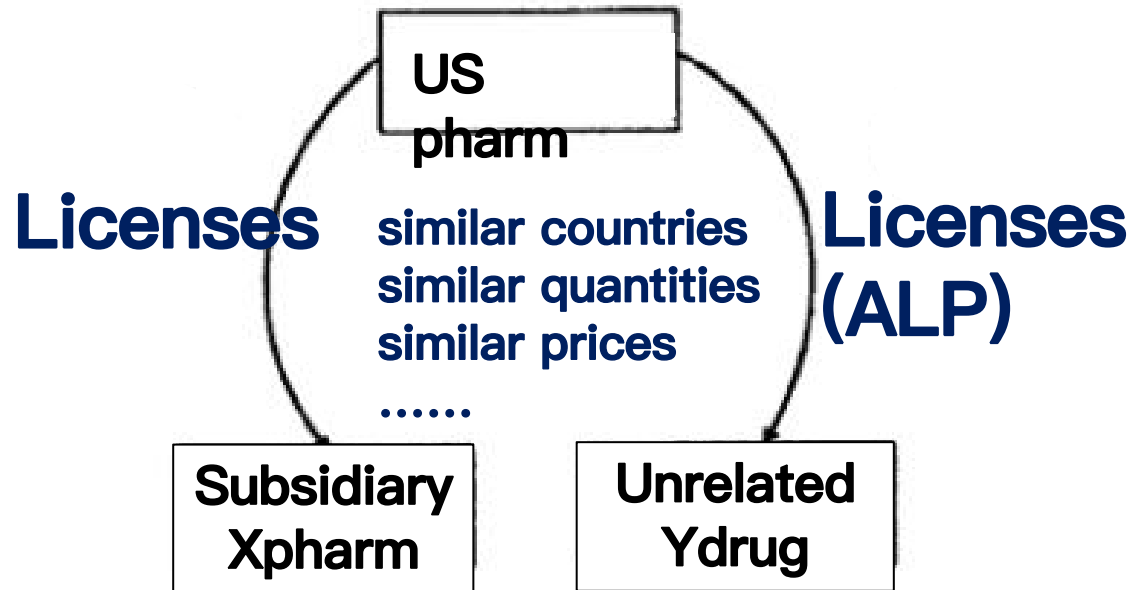 US
pharm
Licenses
similar countries
similar quantities
similar prices
......
Licenses
(ALP)
Subsidiary
Xpharm
Unrelated
Ydrug